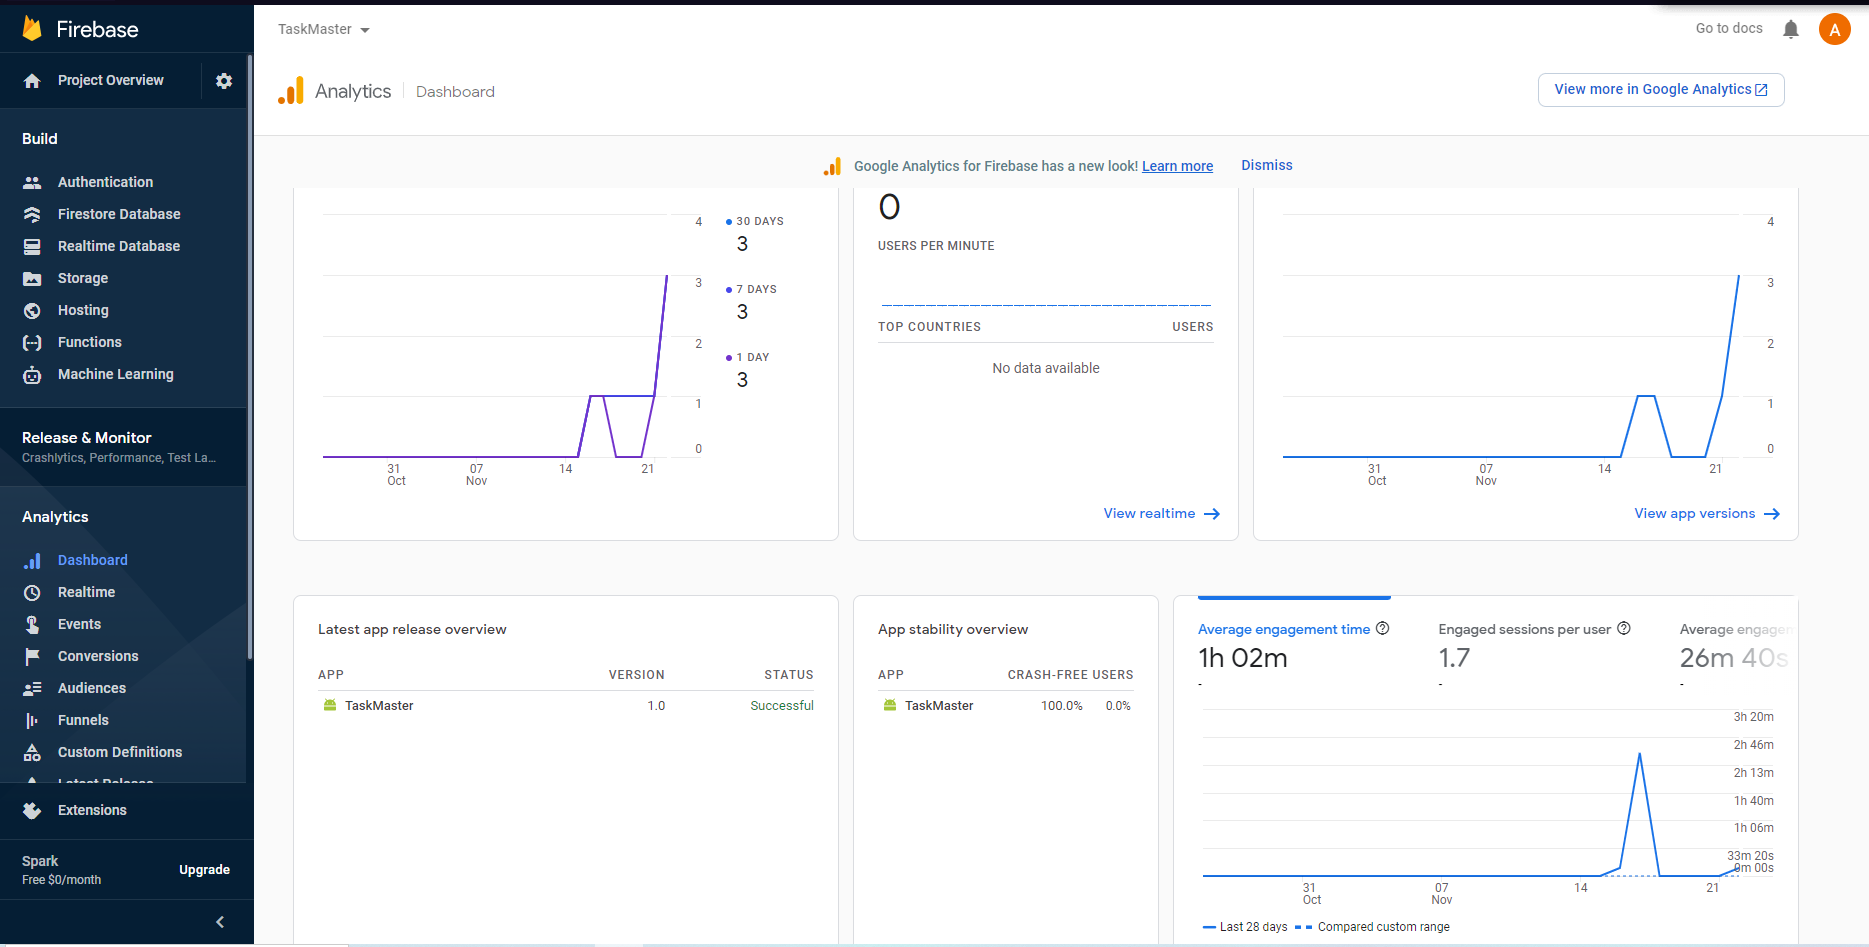 Firebase
Project Overview
Build
Authentication
Firestore Database
Realtime Database
Storage
Hosting
Functions
Machine Learning
Release & Monitor
Crashlytics, Performance, Test La...
Analytics
Dashboard
Realtime
Events
Conversions
Audiences
Funnels
Custom Definitions
Latest Release
Extensions
Spark
Free $0/month
Upgrade
TaskMaster
Go to docs
A
Analytics
Dashboard
View more in Google Analytics
Google Analytics for Firebase has a new look! Learn more
Dismiss
4
3
2
1
0
31
Oct
07
Nov
14
21
30 DAYS
3
7 DAYS
3
1 DAY
3
0
USERS PER MINUTE
TOP COUNTRIES
USERS
No data available
View realtime
4
3
2
1
0
31
Oct
07
Nov
14
21
View app versions
Latest app release overview
APP VERSION STATUS
TaskMaster 1.0 Successful
App stability overview
APP CRASH-FREE USERS
TaskMaster 100.0% 0.0%
Average engagement time
1h 02m
-
Engaged sessions per user
1.7
-
Average engagem
26m 40s
-
3h 20m
2h 46m
2h 13m
1h 40m
1h 06m
33m 20s
0m 00s
31
Oct
07
Nov
14
21
Last 28 days
Compared custom range